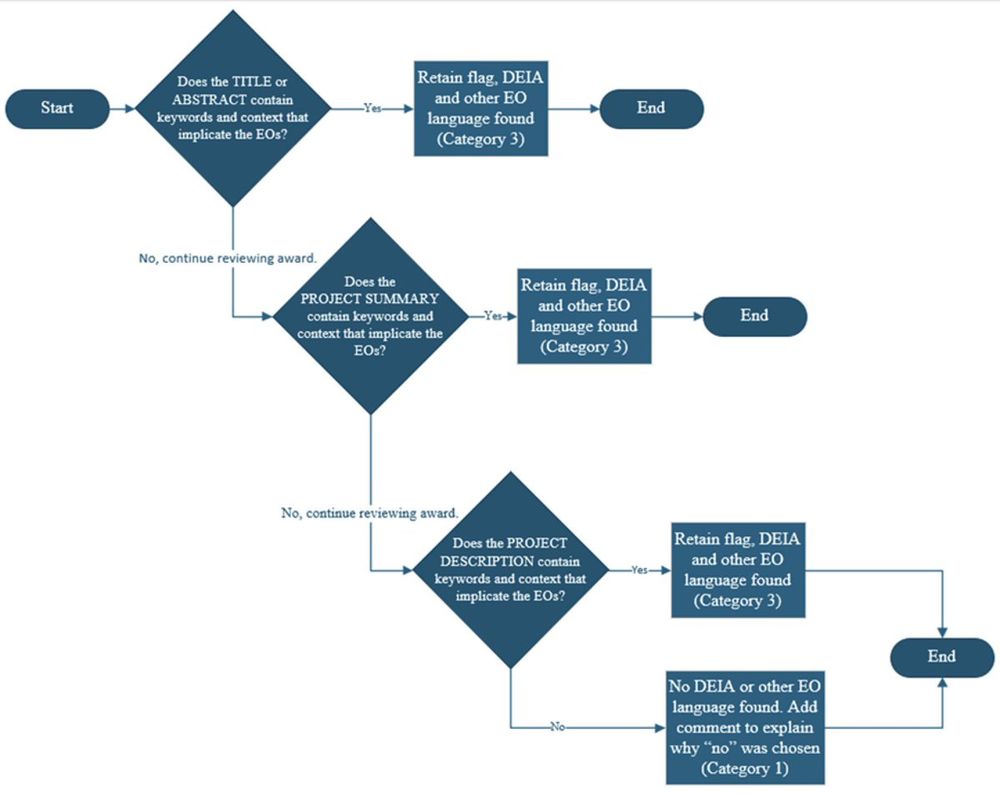 Start
Does the TITLE or
ABSTRACT contain
keywords and context that
implicate the EOs?
Yes
Retain flag, DEIA
and other EO
language found
(Category 3)
End
No, continue reviewing award.
Does the
PROJECT SUMMARY
contain keywords and
context that implicate the
EOs?
Yes
Retain flag, DEIA
and other EO
language found
(Category 3)
End
No, continue reviewing award.
Does the PROJECT
DESCRIPTION contain
keywords and context that
implicate the EOs?
Yes
Retain flag, DEIA
and other EO
language found
(Category 3)
End
No
No DEIA or other EO
language found. Add
comment to explain
why “no” was chosen
(Category 1)